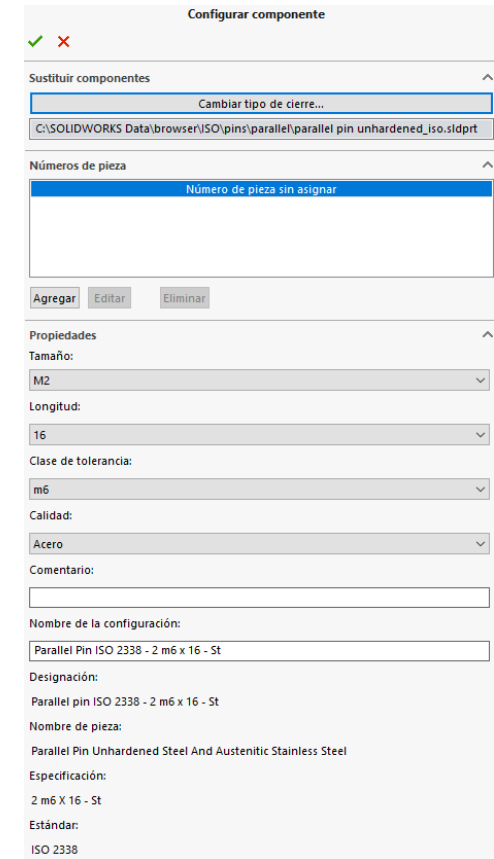 Configurar componente
Sustituir componentes
Cambiar tipo de cierre...
C:\SOLIDWORKS Data\browser\ISO\pins\parallel\parallel pin unhardened_iso.sldprt
Números de pieza
Número de pieza sin asignar
Agregar Editar Eliminar
Propiedades
Tamaño:
M2
Longitud:
16
Clase de tolerancia:
m6
Calidad:
Acero
Comentario:
Nombre de la configuración:
Parallel Pin ISO 2338 - 2 m6 x 16 - St
Designación:
Parallel pin ISO 2338 - 2 m6 x 16 - St
Nombre de pieza:
Parallel Pin Unhardened Steel And Austenitic Stainless Steel
Especificación:
2 m6 X 16 - St
Estándar:
ISO 2338